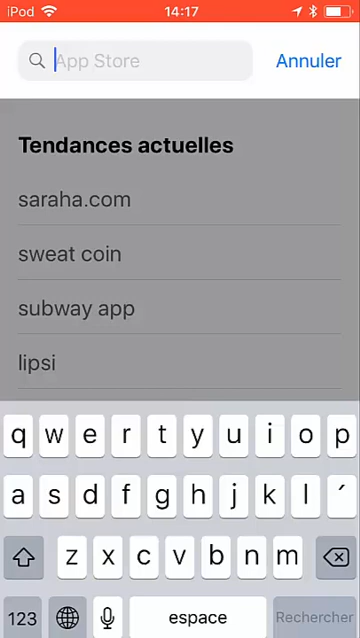 iPod 14:17
App Store Annuler
Tendances actuelles
saraha.com
sweat coin
subway app
lipsi
q w e r t y u i o p
a s d f g h j k l ´
z x c v b n m
123 espace Rechercher